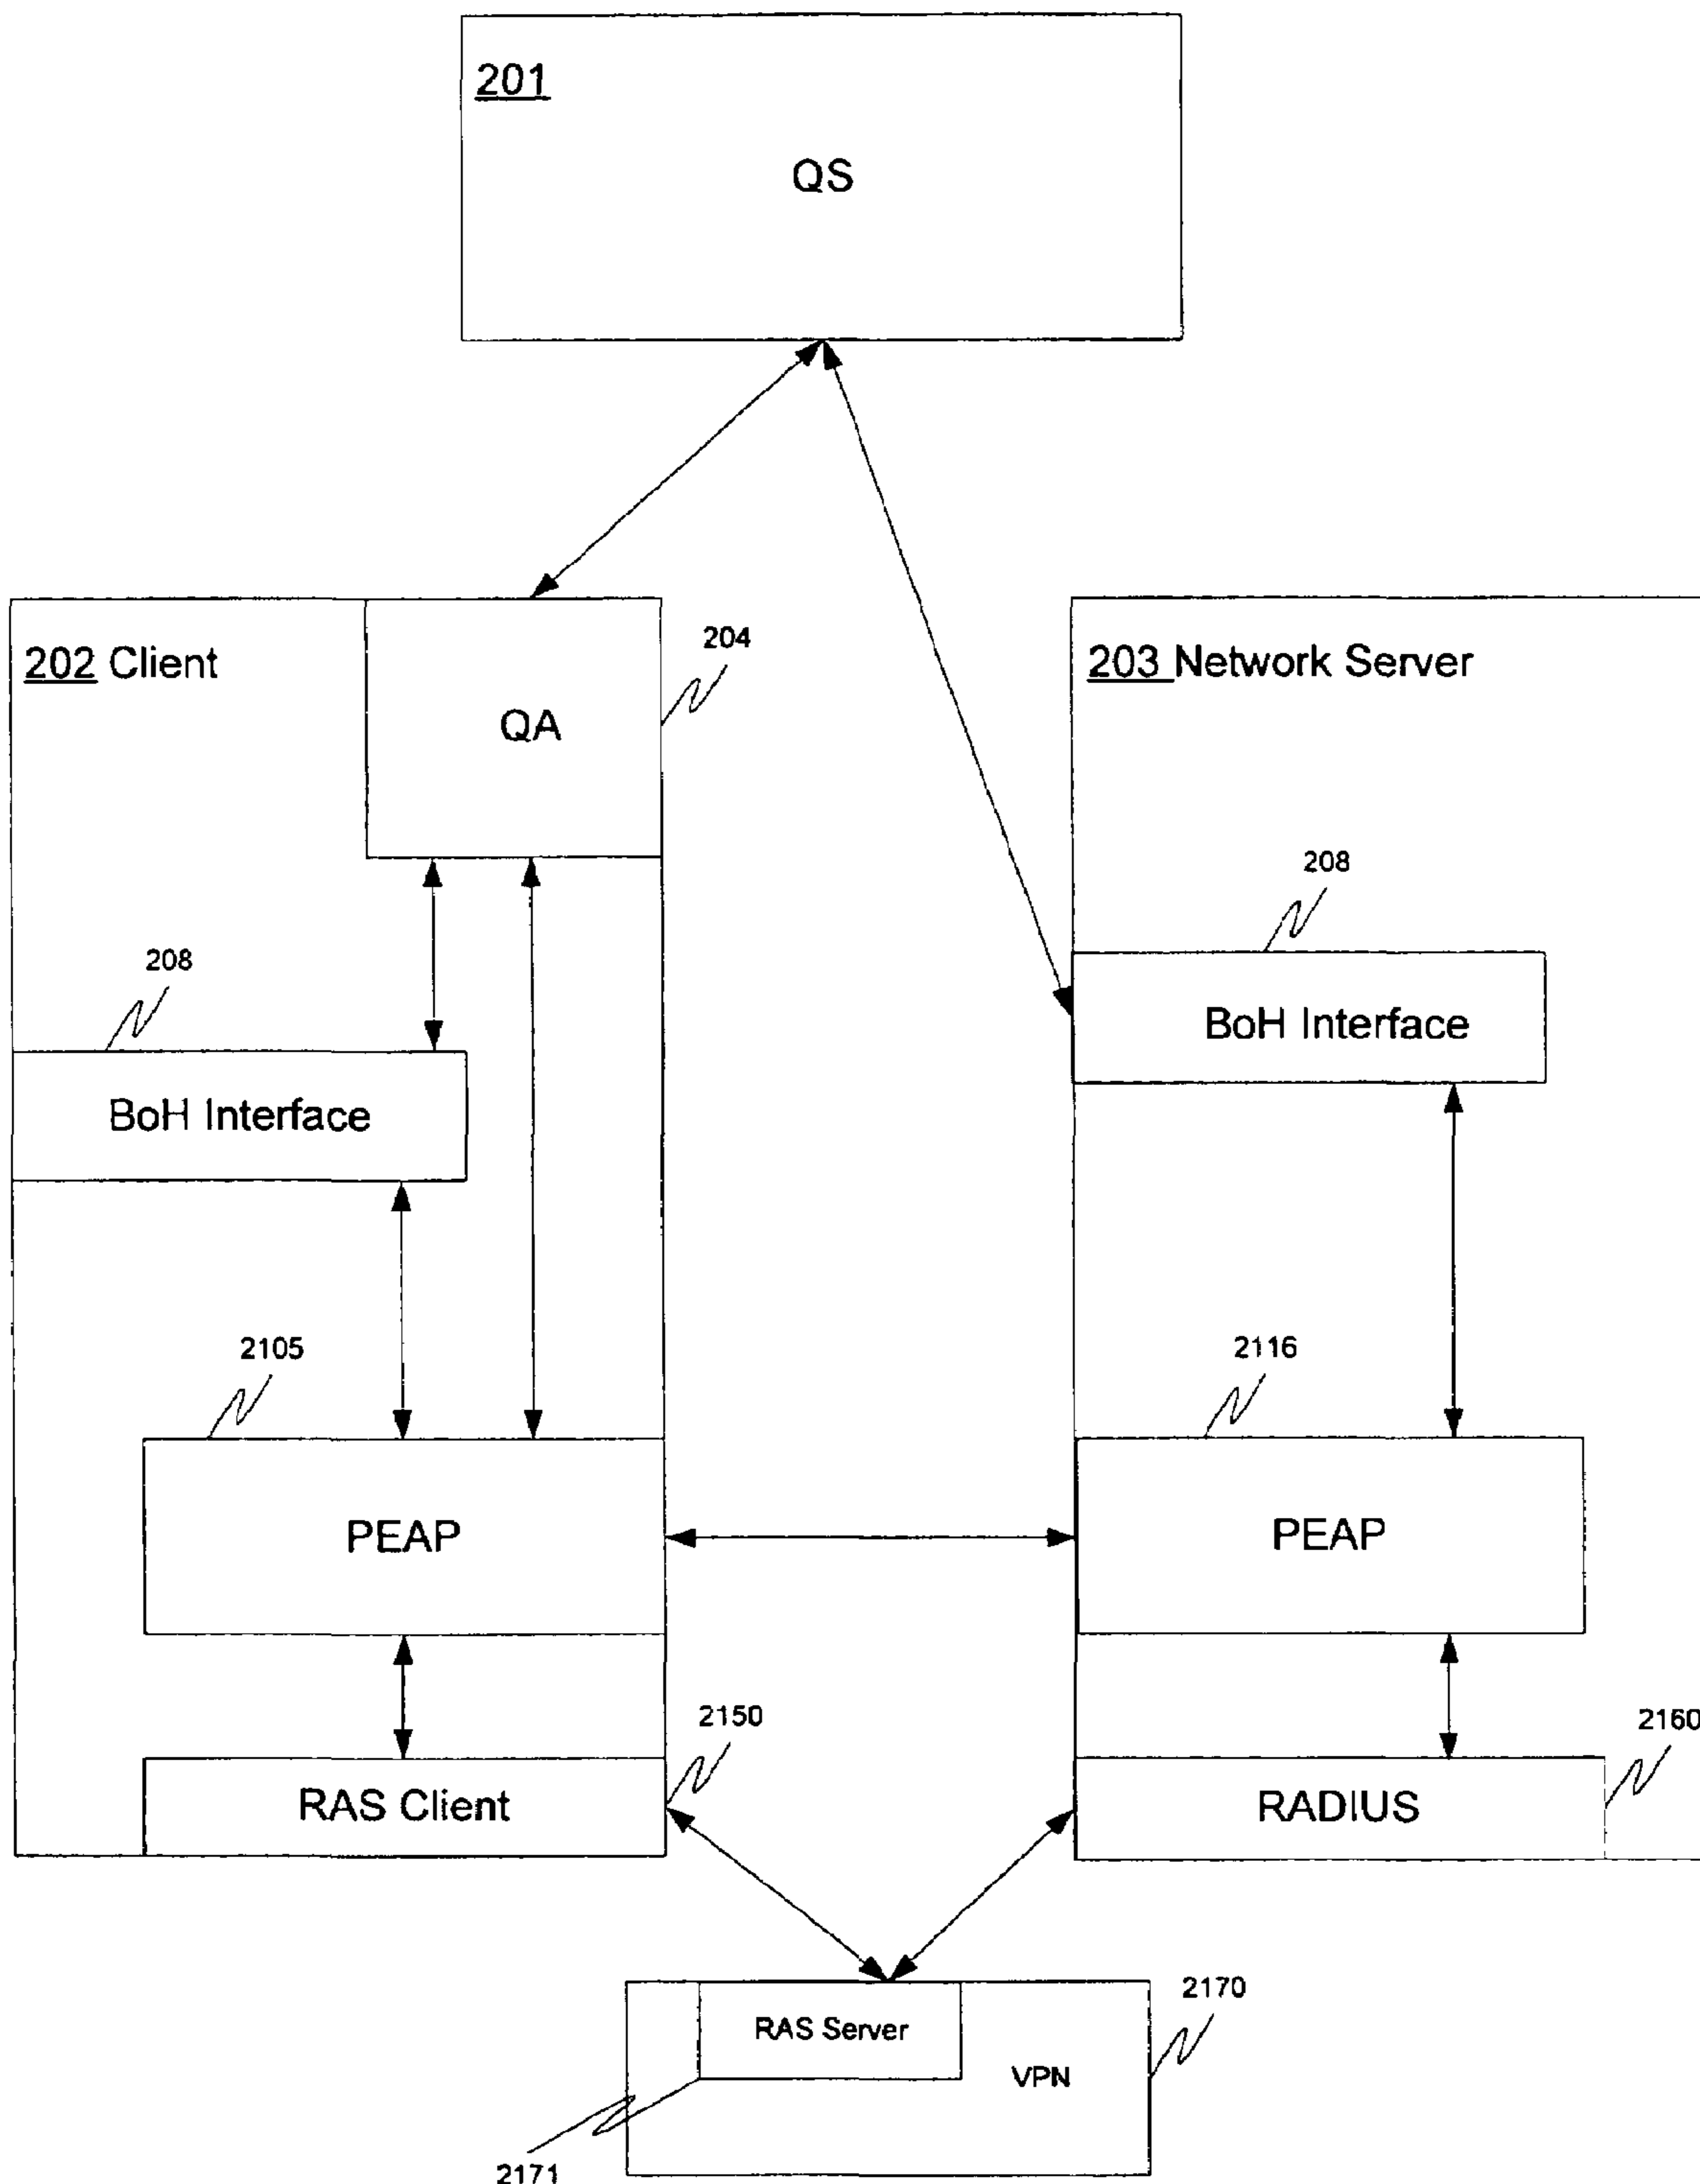 201
QS
202 Client
204
QA
203 Network Server
208
BoH Interface
208
BoH Interface
2105
PEAP
2116
PEAP
2150
RAS Client
2160
RADIUS
RAS Server
VPN
2170
2171